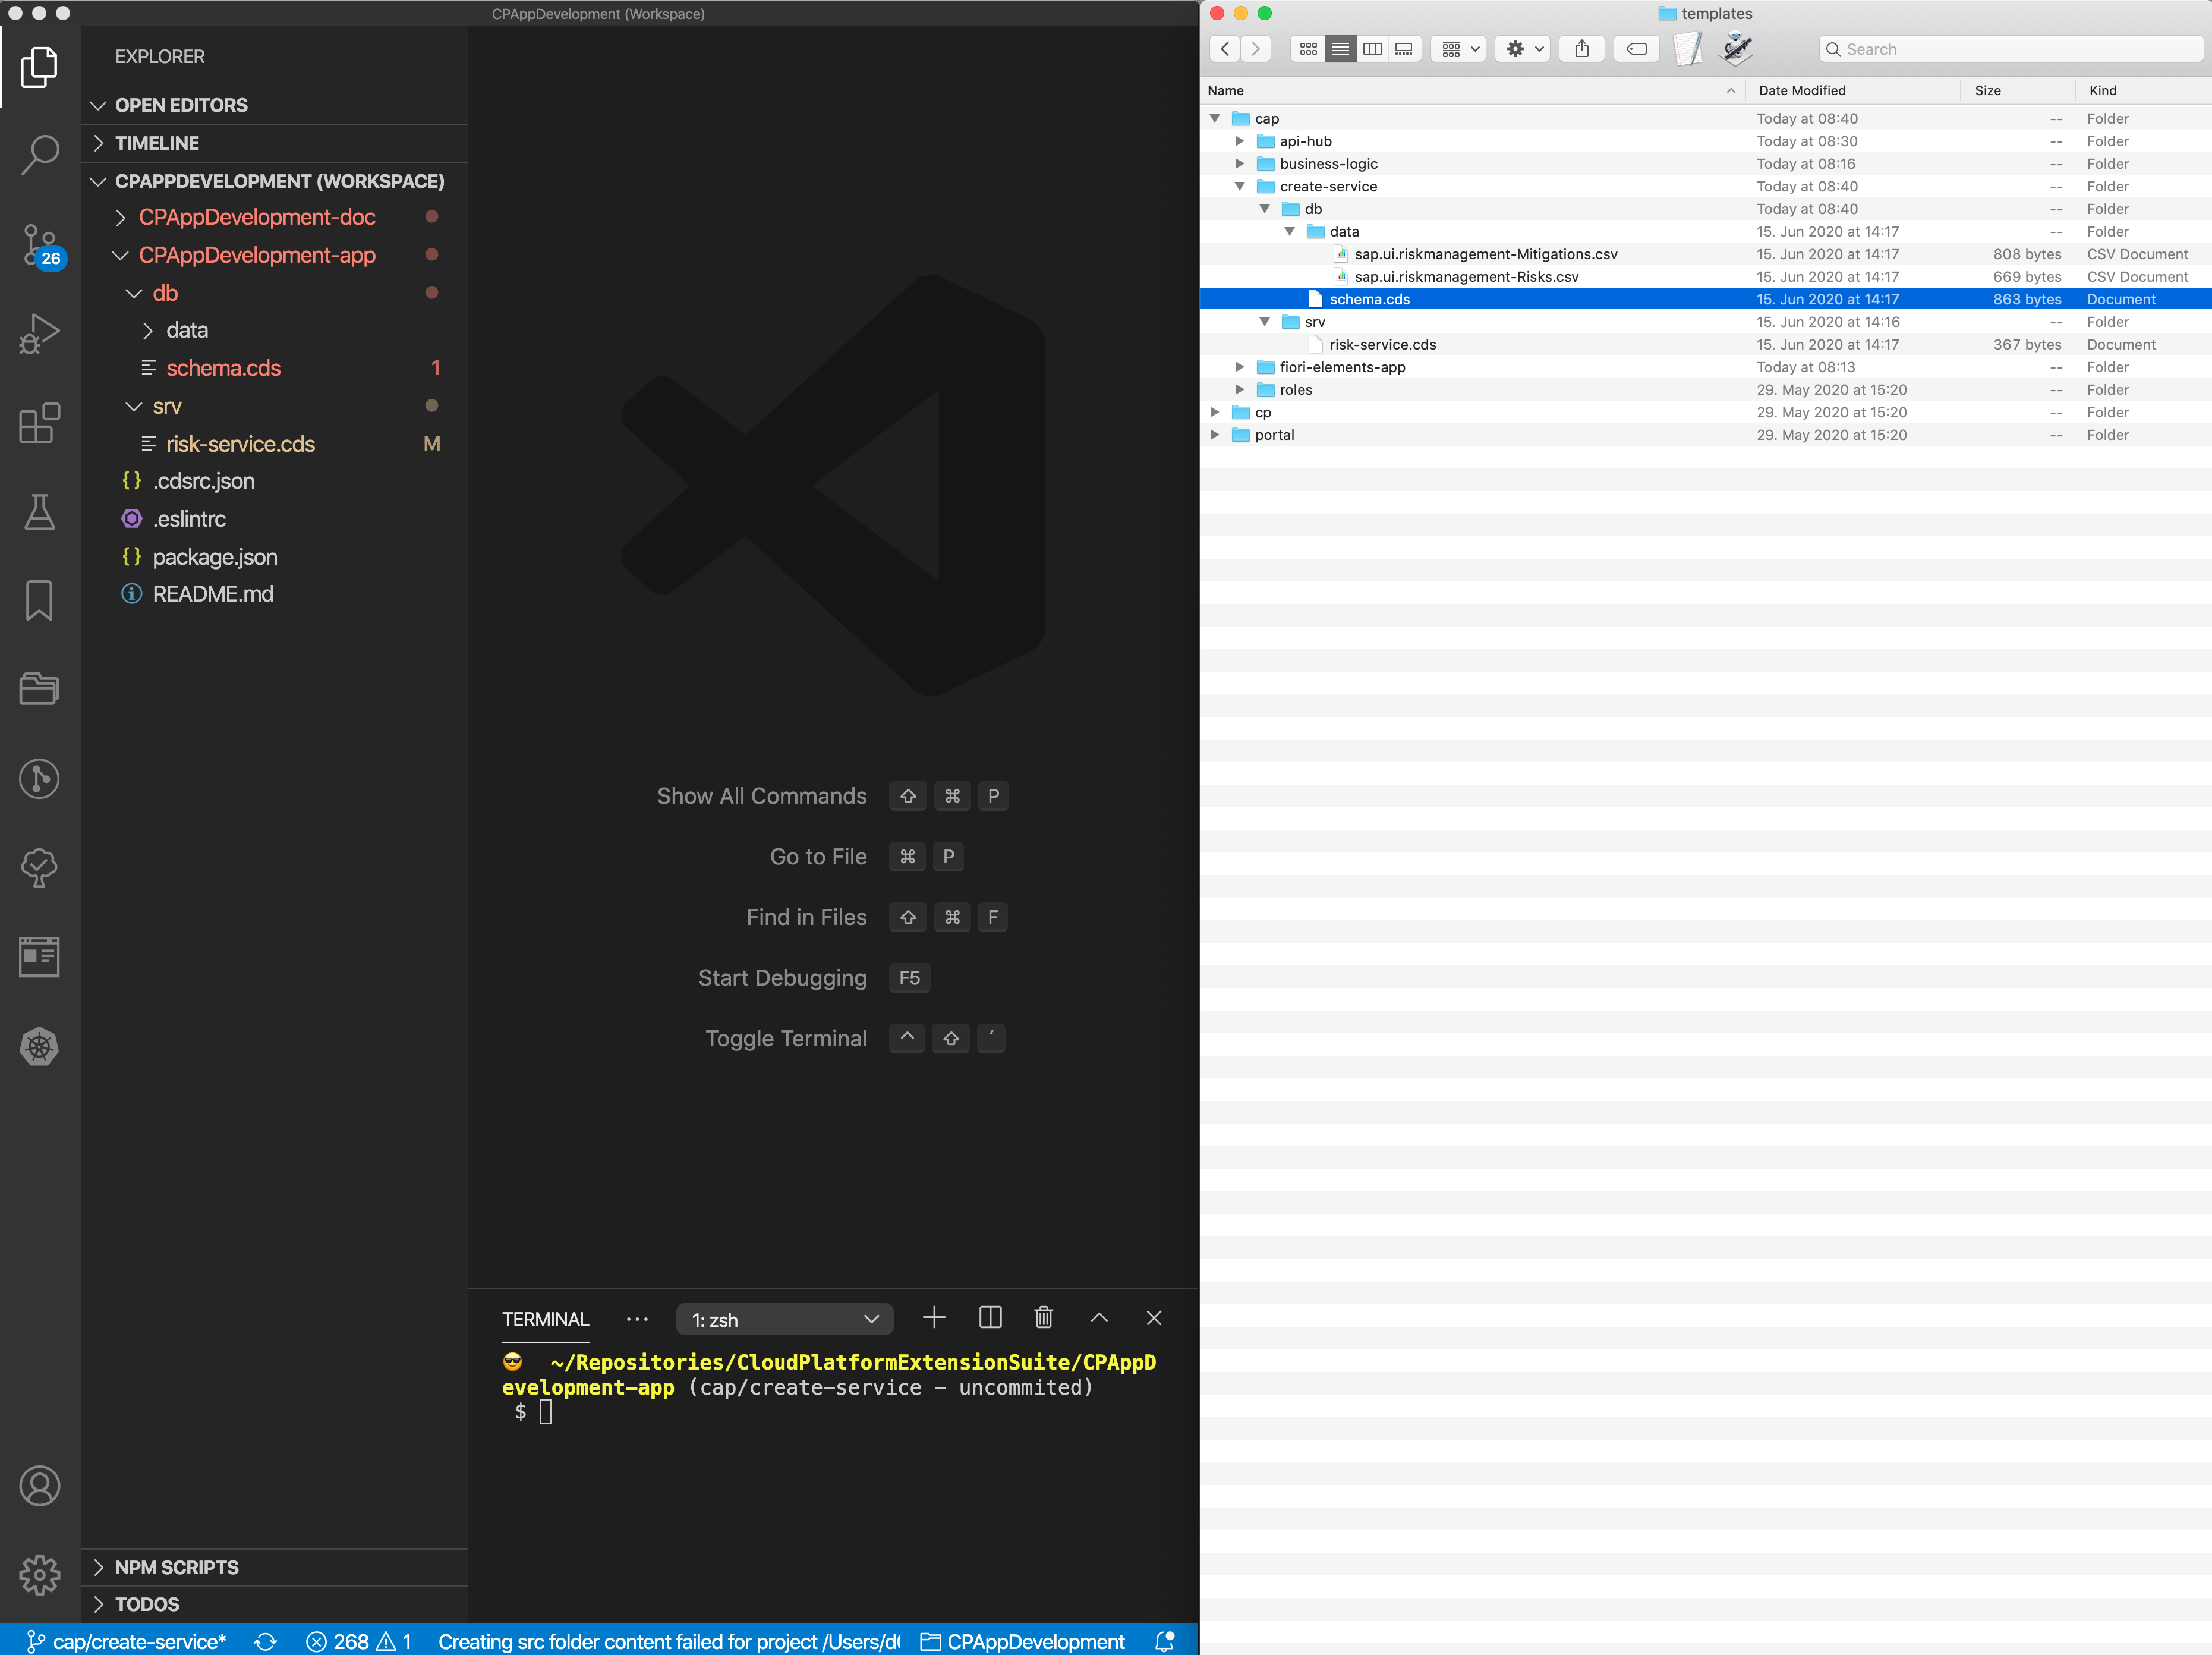 CPAppDevelopment (Workspace)
EXPLORER
OPEN EDITORS
TIMELINE
CPAPPDEVELOPMENT (WORKSPACE)
CPAppDevelopment-doc
CPAppDevelopment-app
db
data
schema.cds 1
srv
risk-service.cds M
{} .cdsrc.json
.eslintrc
{} package.json
README.md
26
Show All Commands ⇧ ⌘ P
Go to File ⌘ P
Find in Files ⇧ ⌘ F
Start Debugging F5
Toggle Terminal ^ ⇧ ´
TERMINAL ··· 1: zsh
~/Repositories/CloudPlatformExtensionSuite/CPAppD
evelopment-app (cap/create-service – uncommited)
$
NPM SCRIPTS
TODOS
cap/create-service* 268 1 Creating src folder content failed for project /Users/d CPAppDevelopment
templates
Search
Name Date Modified Size Kind
cap Today at 08:40 -- Folder
api-hub Today at 08:30 -- Folder
business-logic Today at 08:16 -- Folder
create-service Today at 08:40 -- Folder
db Today at 08:40 -- Folder
data 15. Jun 2020 at 14:17 -- Folder
sap.ui.riskmanagement-Mitigations.csv 15. Jun 2020 at 14:17 808 bytes CSV Document
sap.ui.riskmanagement-Risks.csv 15. Jun 2020 at 14:17 669 bytes CSV Document
schema.cds 15. Jun 2020 at 14:17 863 bytes Document
srv 15. Jun 2020 at 14:16 -- Folder
risk-service.cds 15. Jun 2020 at 14:17 367 bytes Document
fiori-elements-app Today at 08:13 -- Folder
roles 29. May 2020 at 15:20 -- Folder
cp 29. May 2020 at 15:20 -- Folder
portal 29. May 2020 at 15:20 -- Folder